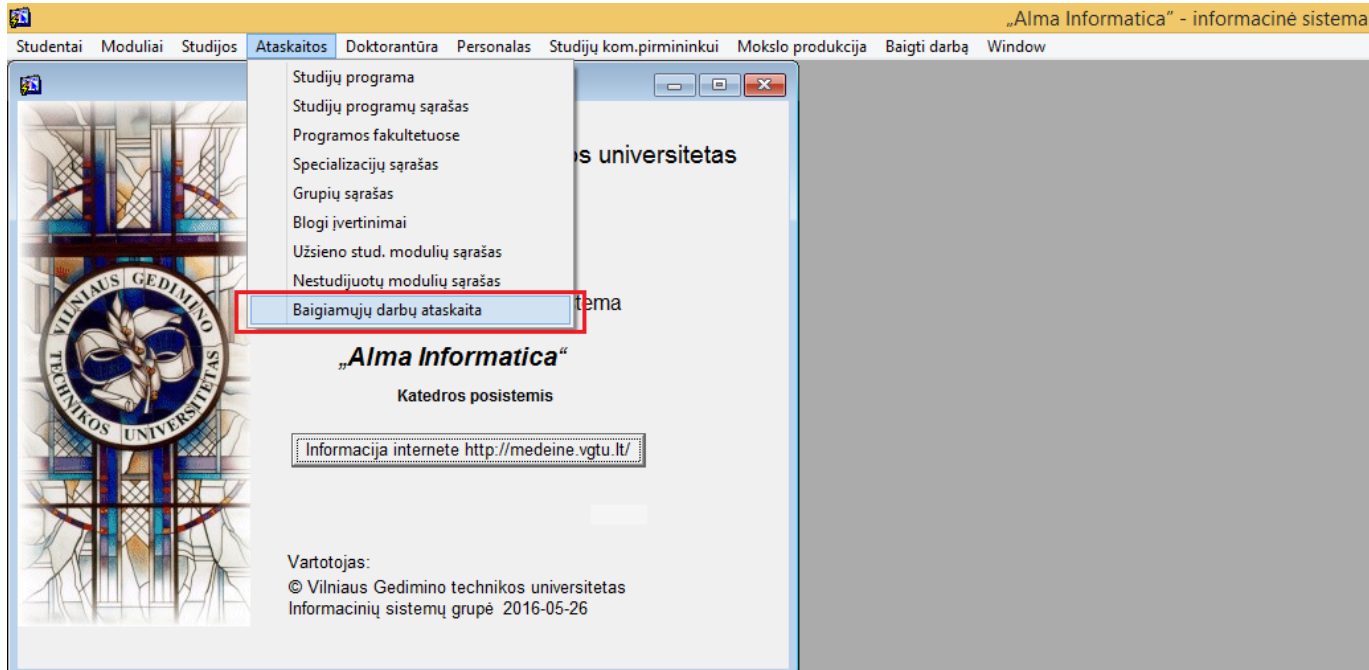 „Alma Informatica“ - informacinė sistema
Studentai Moduliai Studijos Ataskaitos Doktorantūra Personalas Studijų kom.pirmininkui Mokslo produkcija Baigti darbą Window
Studijų programa
Studijų programų sąrašas
Programos fakultetuose
Specializacijų sąrašas
Grupių sąrašas
Blogi įvertinimai
Užsieno stud. modulių sąrašas
Nestudijuotų modulių sąrašas
Baigiamųjų darbų ataskaita
os universitetas
tema
„Alma Informatica“
Katedros posistemis
Informacija internete http://medeine.vgtu.lt/
Vartotojas:
© Vilniaus Gedimino technikos universitetas
Informacinių sistemų grupė 2016-05-26
VILNIAUS GEDIMINO
TECHNIKOS UNIVERSITETAS